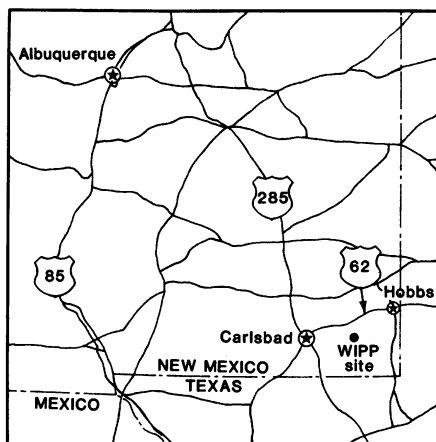 Albuquerque
285
85
62
Hobbs
Carlsbad
WIPP
site
NEW MEXICO
TEXAS
MEXICO